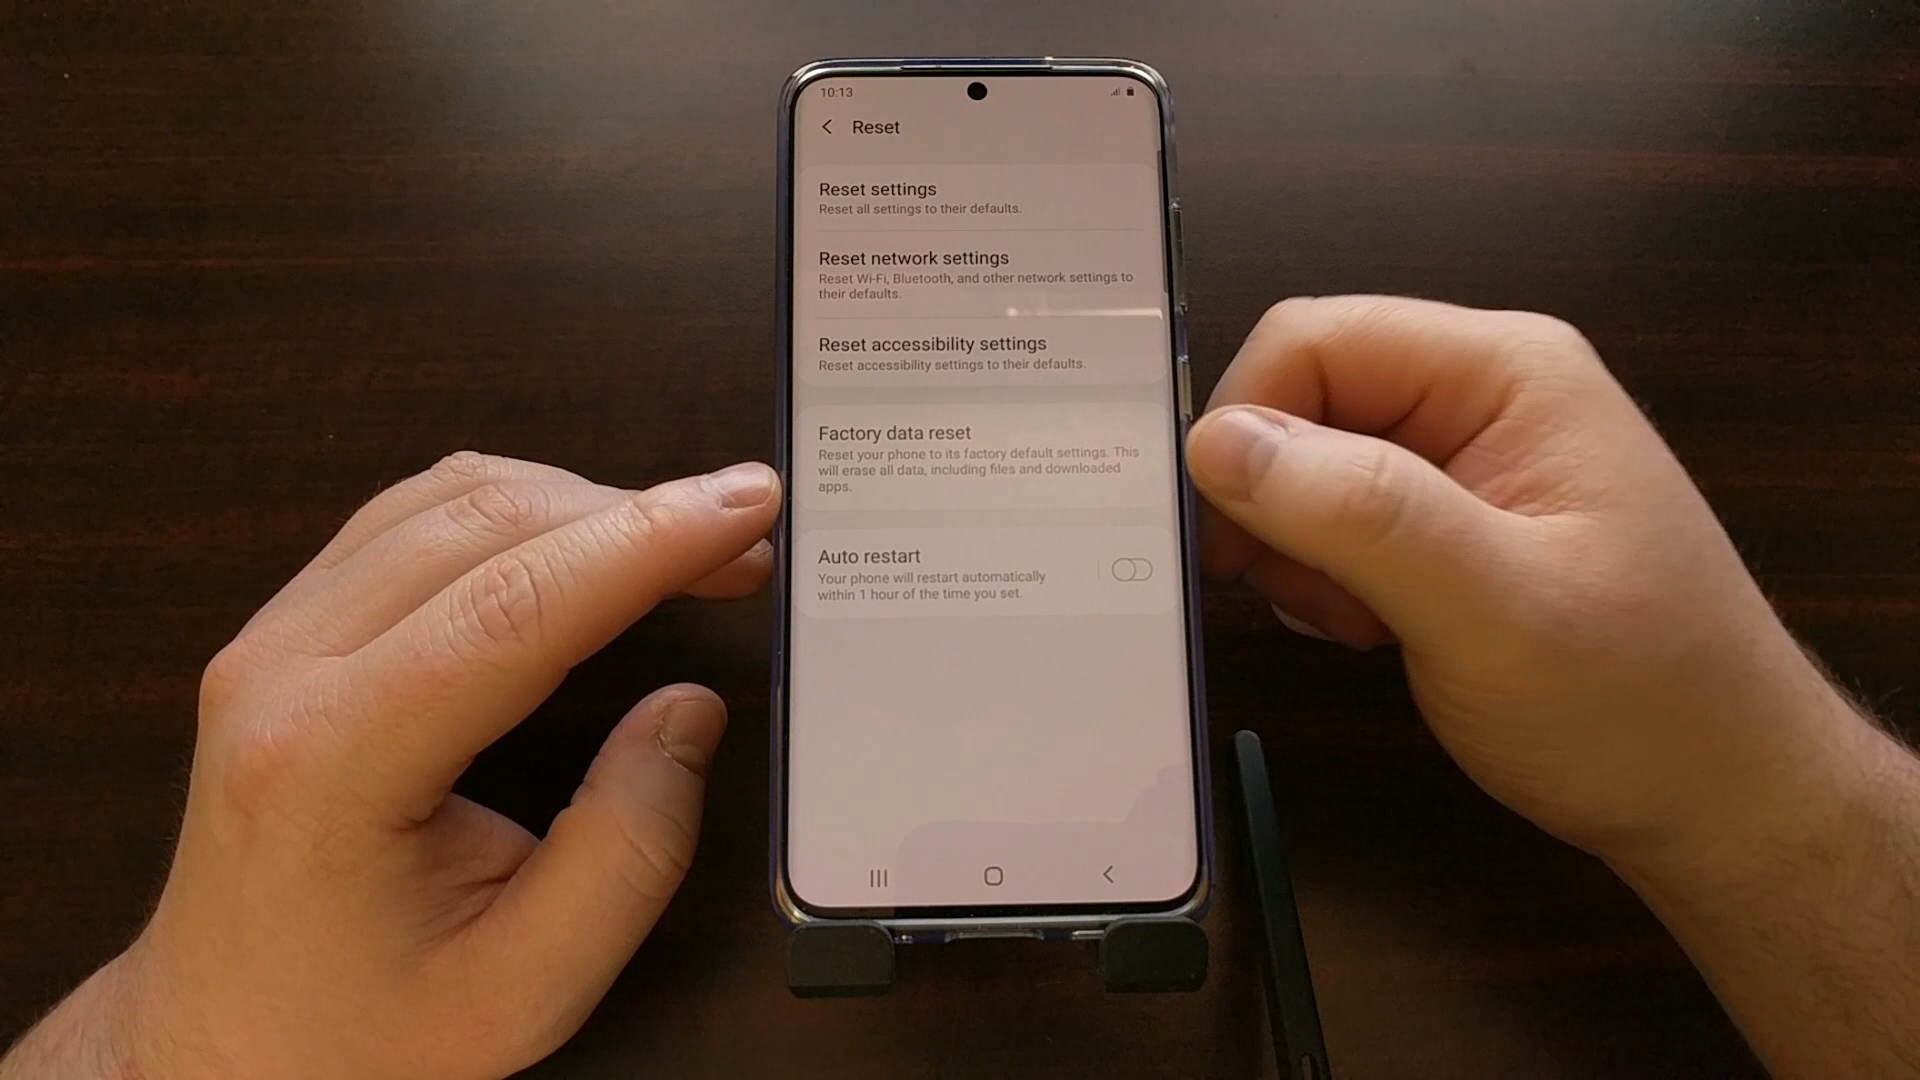 10:13
Reset
Reset settings
Reset all settings to their defaults.
Reset network settings
Reset Wi-Fi, Bluetooth, and other network settings to
their defaults.
Reset accessibility settings
Reset accessibility settings to their defaults.
Factory data reset
Reset your phone to its factory default settings. This
will erase all data, including files and downloaded
apps.
Auto restart
Your phone will restart automatically
within 1 hour of the time you set.